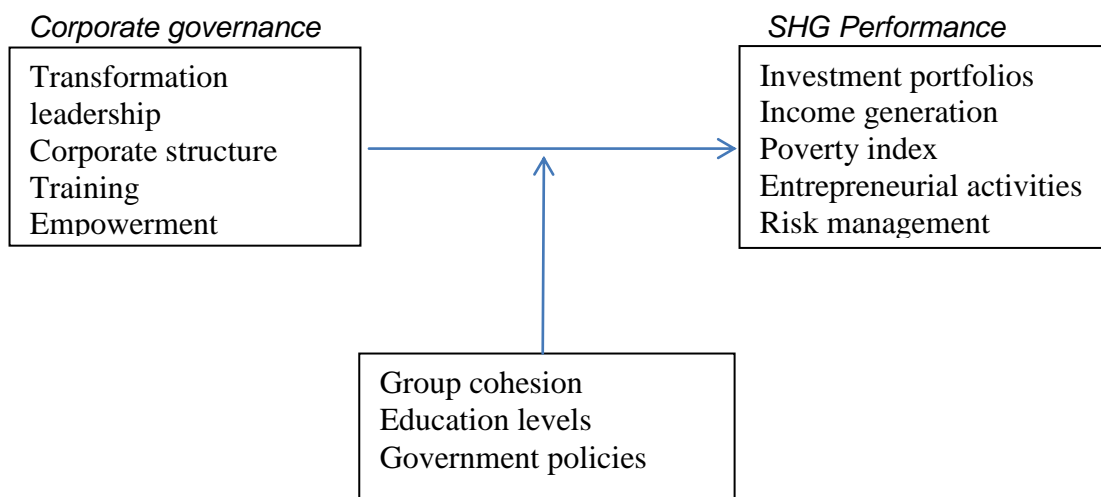 Corporate governance
Transformation
leadership
Corporate structure
Training
Empowerment
SHG Performance
Investment portfolios
Income generation
Poverty index
Entrepreneurial activities
Risk management
Group cohesion
Education levels
Government policies